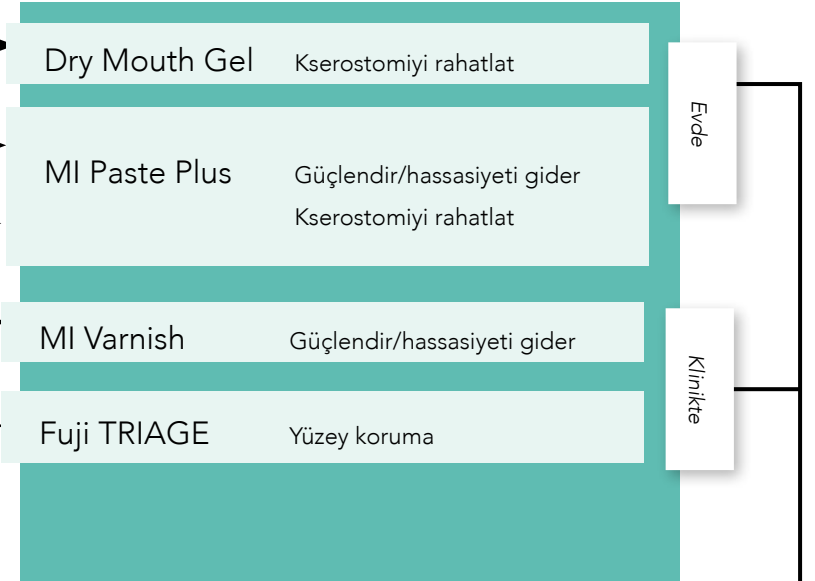 Dry Mouth Gel Kserostomiyi rahatlat
Evde
MI Paste Plus Güçlendir/hassasiyeti gider
Kserostomiyi rahatlat
MI Varnish Güçlendir/hassasiyeti gider
Klinikte
Fuji TRIAGE Yüzey koruma